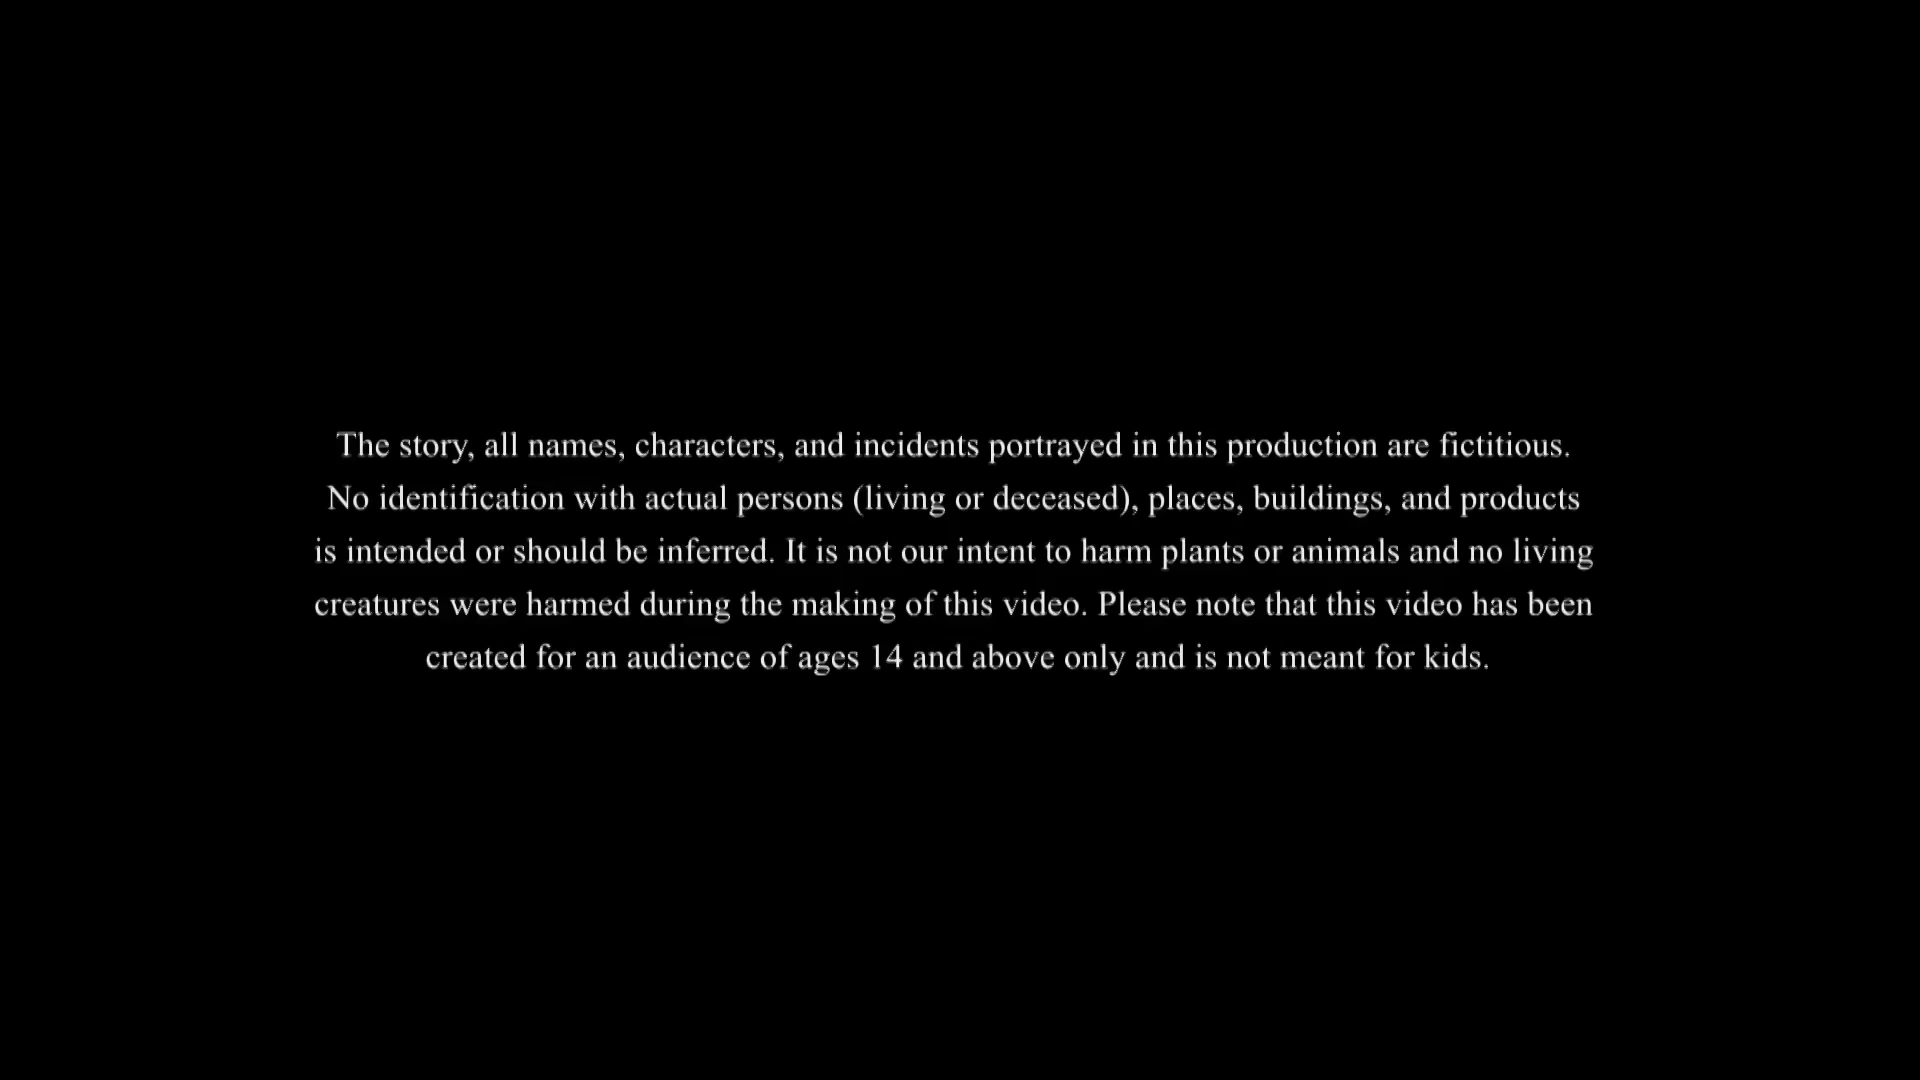 The story, all names, characters, and incidents portrayed in this production are fictitious.
No identification with actual persons (living or deceased), places, buildings, and products
is intended or should be inferred. It is not our intent to harm plants or animals and no living
creatures were harmed during the making of this video. Please note that this video has been
created for an audience of ages 14 and above only and is not meant for kids.